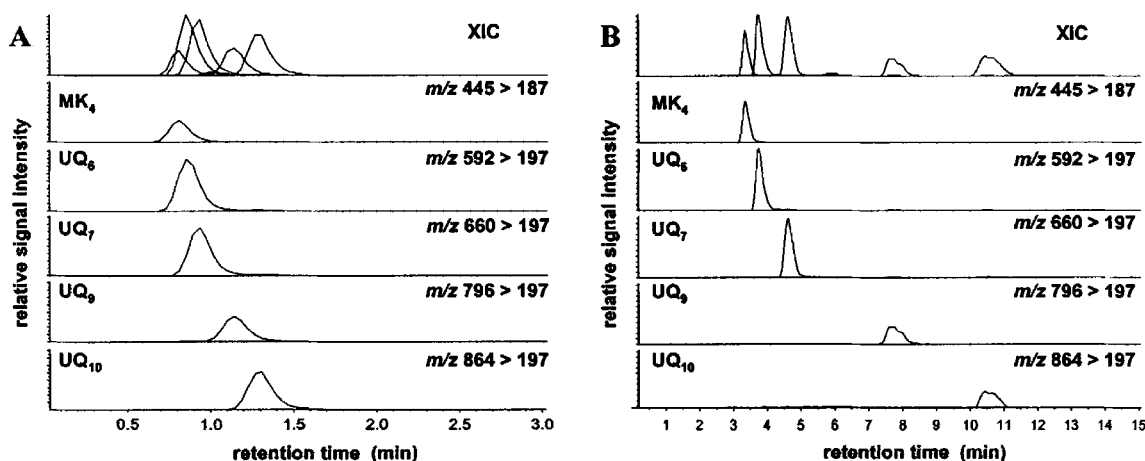 A
XIC
MK4
m/z 445 > 187
UQ6
m/z 592 > 197
UQ7
m/z 660 > 197
UQ9
m/z 796 > 197
UQ10
m/z 864 > 197
relative signal intensity
0.5 1.0 1.5 2.0 2.5 3.0
retention time (min)
B
XIC
MK4
m/z 445 > 187
UQ6
m/z 592 > 197
UQ7
m/z 660 > 197
UQ9
m/z 796 > 197
UQ10
m/z 864 > 197
relative signal intensity
1 2 3 4 5 6 7 8 9 10 11 12 13 14 15
retention time (min)